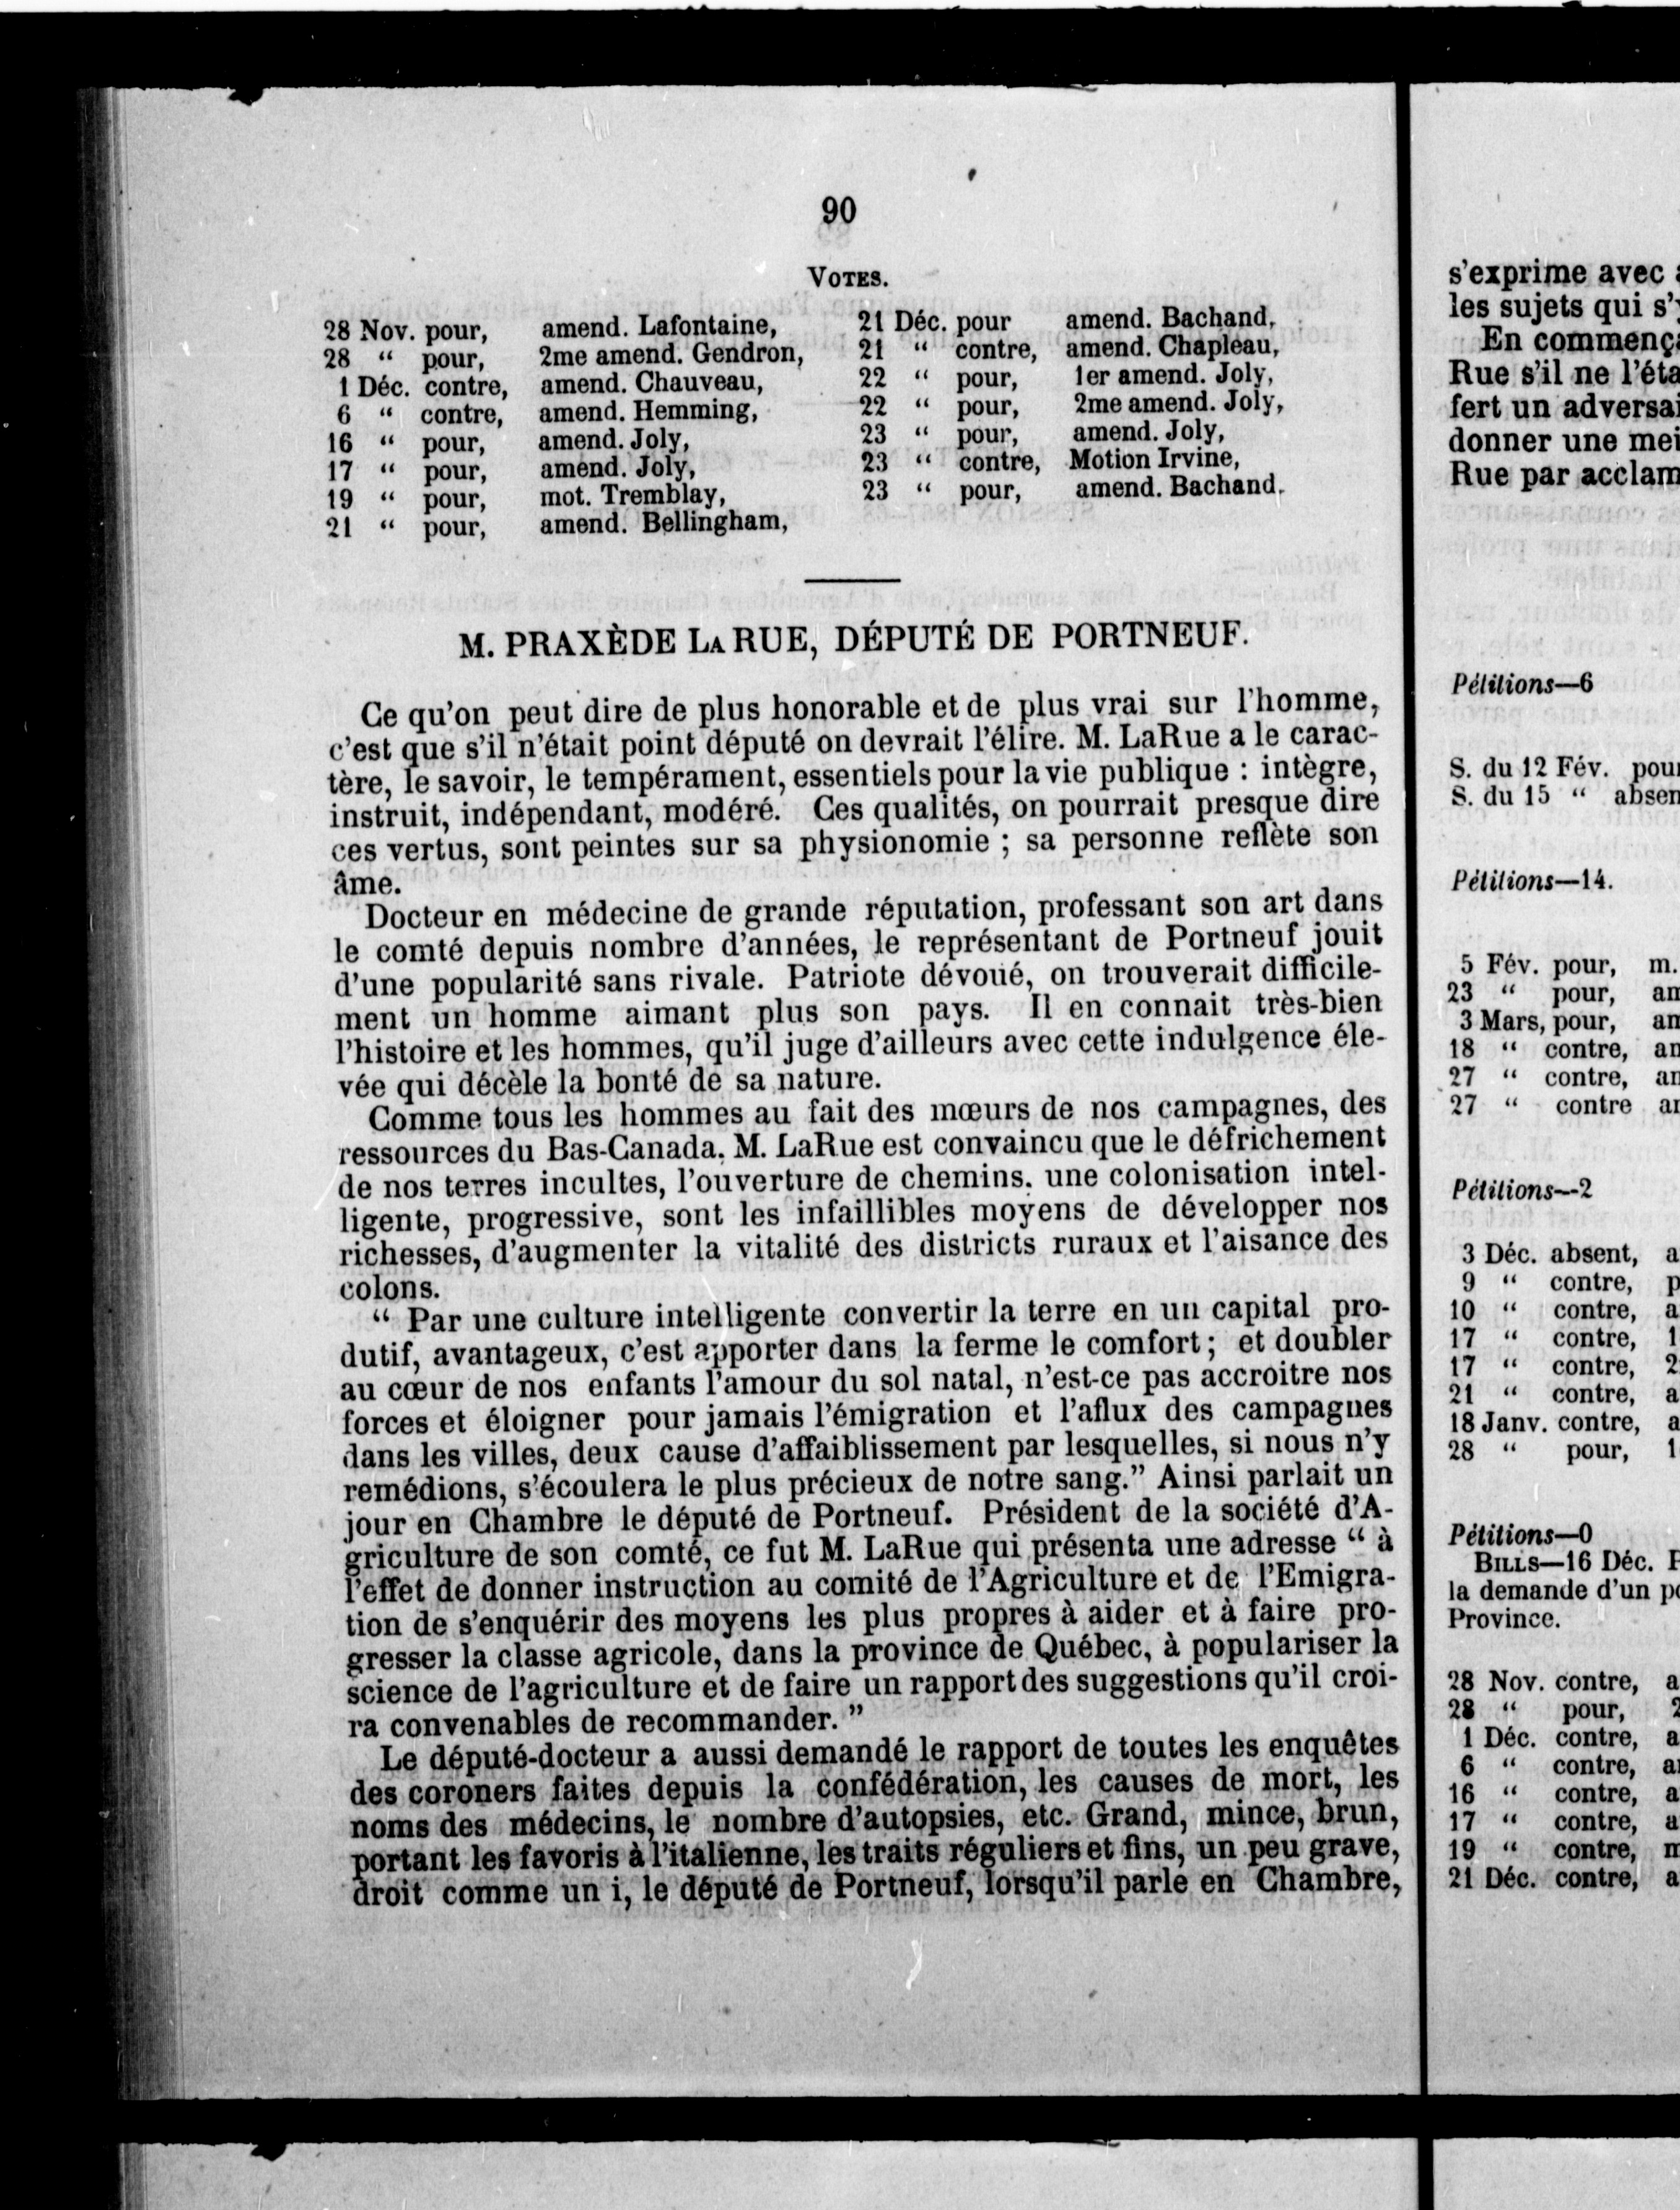 90
VOTES.
28 Nov. pour, amend. Lafontaine,
28 “ pour, 2me amend. Gendron,
1 Déc. contre, amend. Chauveau,
6 “ contre, amend. Hemming,
16 “ pour, amend. Joly,
17 “ pour, amend. Joly,
19 “ pour, mot. Tremblay,
21 “ pour, amend. Bellingham,
21 Déc. pour amend. Bachand,
21 “ contre, amend. Chapleau,
22 “ pour, 1er amend. Joly,
22 “ pour, 2me amend. Joly,
23 “ pour, amend. Joly,
23 “ contre, Motion Irvine,
23 “ pour, amend. Bachand.
M. PRAXÈDE LA RUE, DÉPUTÉ DE PORTNEUF.
Ce qu'on peut dire de plus honorable et de plus vrai sur l'homme,
c'est que s'il n'était point député on devrait l'élire. M. LaRue a le carac-
tère, le savoir, le tempérament, essentiels pour la vie publique : intègre,
instruit, indépendant, modéré. Ces qualités, on pourrait presque dire
ces vertus, sont peintes sur sa physionomie ; sa personne reflète son
âme.
Docteur en médecine de grande réputation, professant son art dans
le comté depuis nombre d'années, le représentant de Portneuf jouit
d'une popularité sans rivale. Patriote dévoué, on trouverait difficile-
ment un homme aimant plus son pays. Il en connait très-bien
l'histoire et les hommes, qu'il juge d'ailleurs avec cette indulgence éle-
vée qui décèle la bonté de sa nature.
Comme tous les hommes au fait des mœurs de nos campagnes, des
ressources du Bas-Canada, M. LaRue est convaincu que le défrichement
de nos terres incultes, l'ouverture de chemins. une colonisation intel-
ligente, progressive, sont les infaillibles moyens de développer nos
richesses, d'augmenter la vitalité des districts ruraux et l'aisance des
colons.
“ Par une culture intelligente convertir la terre en un capital pro-
dutif, avantageux, c'est apporter dans la ferme le comfort ; et doubler
au cœur de nos enfants l'amour du sol natal, n'est-ce pas accroitre nos
forces et éloigner pour jamais l'émigration et l'aflux des campagnes
dans les villes, deux cause d'affaiblissement par lesquelles, si nous n'y
remédions, s'écoulera le plus précieux de notre sang.” Ainsi parlait un
jour en Chambre le député de Portneuf. Président de la société d'A-
griculture de son comté, ce fut M. LaRue qui présenta une adresse “ à
l'effet de donner instruction au comité de l'Agriculture et de l'Emigra-
tion de s'enquérir des moyens les plus propres à aider et à faire pro-
gresser la classe agricole, dans la province de Québec, à populariser la
science de l'agriculture et de faire un rapport des suggestions qu'il croi-
ra convenables de recommander. ”
Le député-docteur a aussi demandé le rapport de toutes les enquêtes
des coroners faites depuis la confédération, les causes de mort, les
noms des médecins, le nombre d'autopsies, etc. Grand, mince, brun,
portant les favoris à l'italienne, les traits réguliers et fins, un peu grave,
droit comme un i, le député de Portneuf, lorsqu'il parle en Chambre,
s'exprime avec
les sujets qui
En
Rue s'il ne
fert un
donner une
Rue par
Pétitions—6
S. du 12 Fév.
S. du 15 “
Pétitions—14.
5 Fév. pour, m.
23 “ pour,
3 Mars, pour,
18 “ contre,
27 “ contre,
27 “ contre
Pétitions—2
3 Déc. absent,
9 “ contre,
10 “ contre,
17 “ contre,
17 “ contre,
21 “ contre,
18 Janv. contre,
28 “ pour,
Pétitions—0
BILLS—16 Déc.
la demande d'un
Province.
28 Nov. contre,
28 “ pour,
1 Déc. contre,
6 “ contre,
16 “ contre,
17 “ contre,
19 “ contre,
21 Déc. contre,